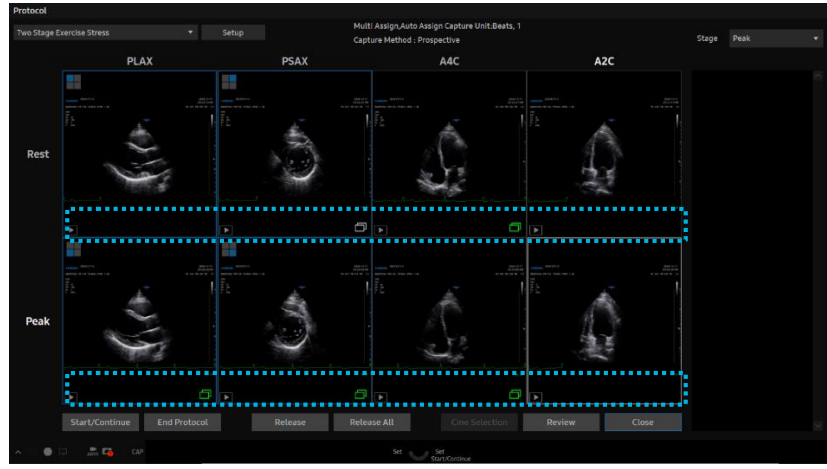 Protocol
Two Stage Exercise Stress
Setup
Multi Assign,Auto Assign Capture Unit:Beats, 1
Capture Method : Prospective
Stage
Peak
PLAX PSAX A4C A2C
Rest
Peak
Start/Continue End Protocol Release Release All Cine Selection Review Close
CAP
Set
Set
Start/Continue